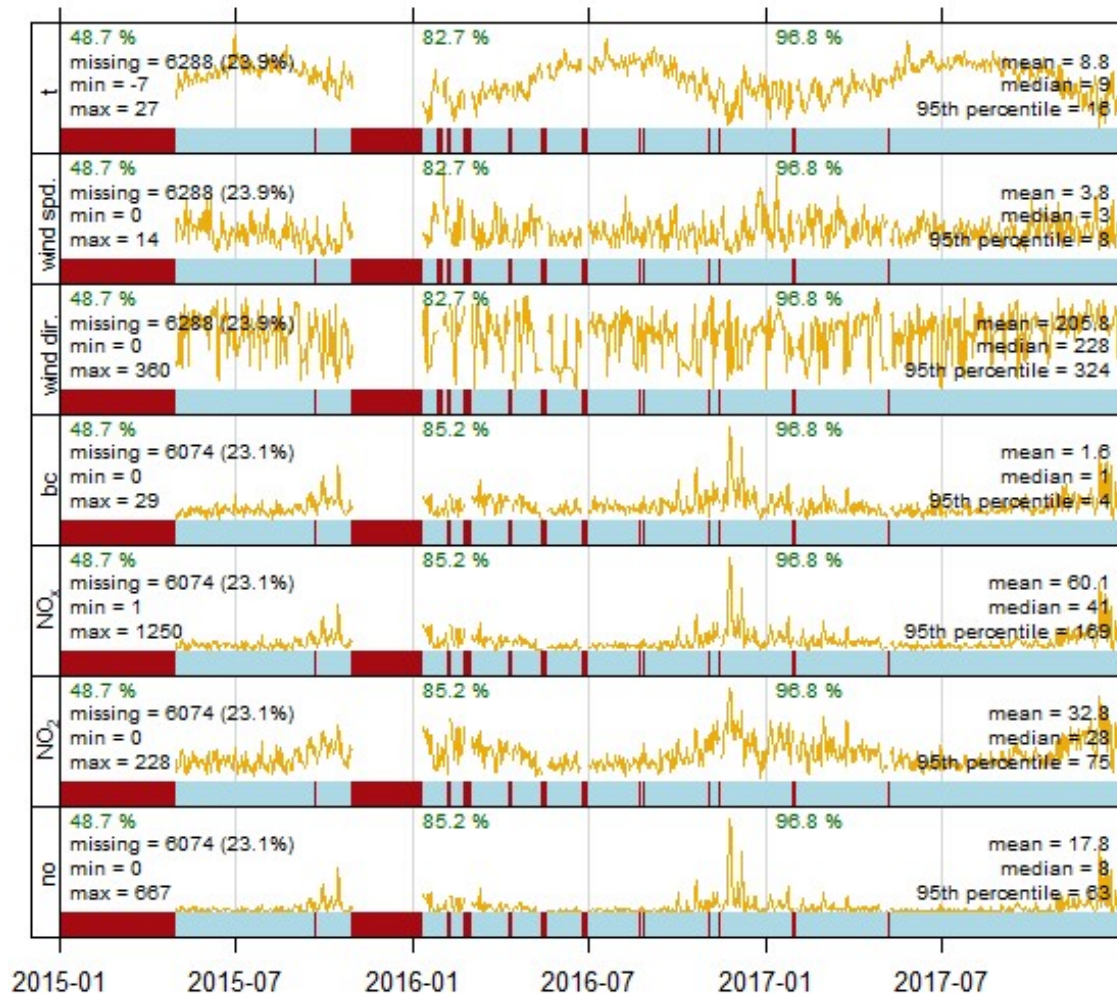 t
48.7 % 82.7 % 96.8 %
missing = 6288 (23.9%) mean = 8.8
min = -7 median = 9
max = 27 95th percentile = 16
wind spd.
48.7 % 82.7 % 96.8 %
missing = 6288 (23.9%) mean = 3.8
min = 0 median = 3
max = 14 95th percentile = 8
wind dir.
48.7 % 82.7 % 96.8 %
missing = 6288 (23.9%) mean = 205.8
min = 0 median = 228
max = 360 95th percentile = 324
bc
48.7 % 85.2 % 96.8 %
missing = 6074 (23.1%) mean = 1.6
min = 0 median = 1
max = 29 95th percentile = 4
NOₓ
48.7 % 85.2 % 96.8 %
missing = 6074 (23.1%) mean = 60.1
min = 1 median = 41
max = 1250 95th percentile = 169
NO₂
48.7 % 85.2 % 96.8 %
missing = 6074 (23.1%) mean = 32.8
min = 0 median = 28
max = 228 95th percentile = 75
no
48.7 % 85.2 % 96.8 %
missing = 6074 (23.1%) mean = 17.8
min = 0 median = 8
max = 667 95th percentile = 63
2015-01 2015-07 2016-01 2016-07 2017-01 2017-07